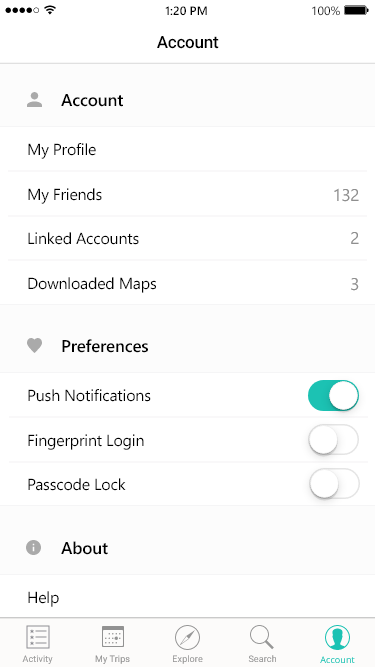 1:20 PM
100%
Account
Account
My Profile
My Friends 132
Linked Accounts 2
Downloaded Maps 3
Preferences
Push Notifications
Fingerprint Login
Passcode Lock
About
Help
Activity My Trips Explore Search Account